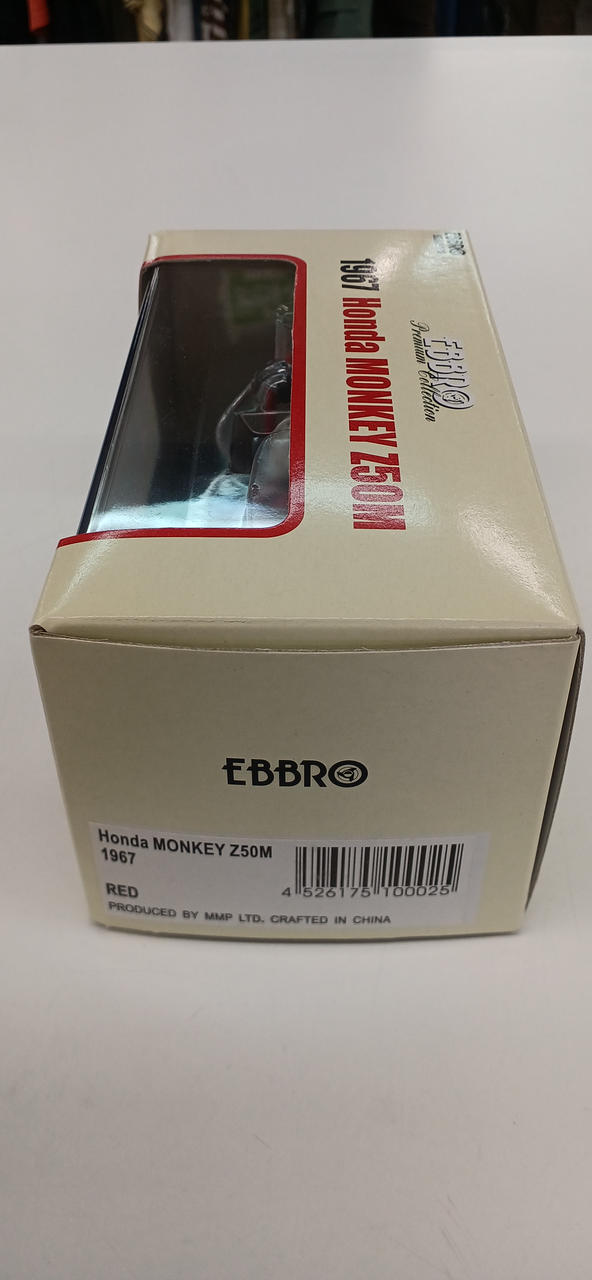 EBBRO
1967 Honda MONKEY Z50M
EBBRO
Premium Collection
EBBRO
Honda MONKEY Z50M
1967
RED
4 526175 100025
PRODUCED BY MMP LTD. CRAFTED IN CHINA